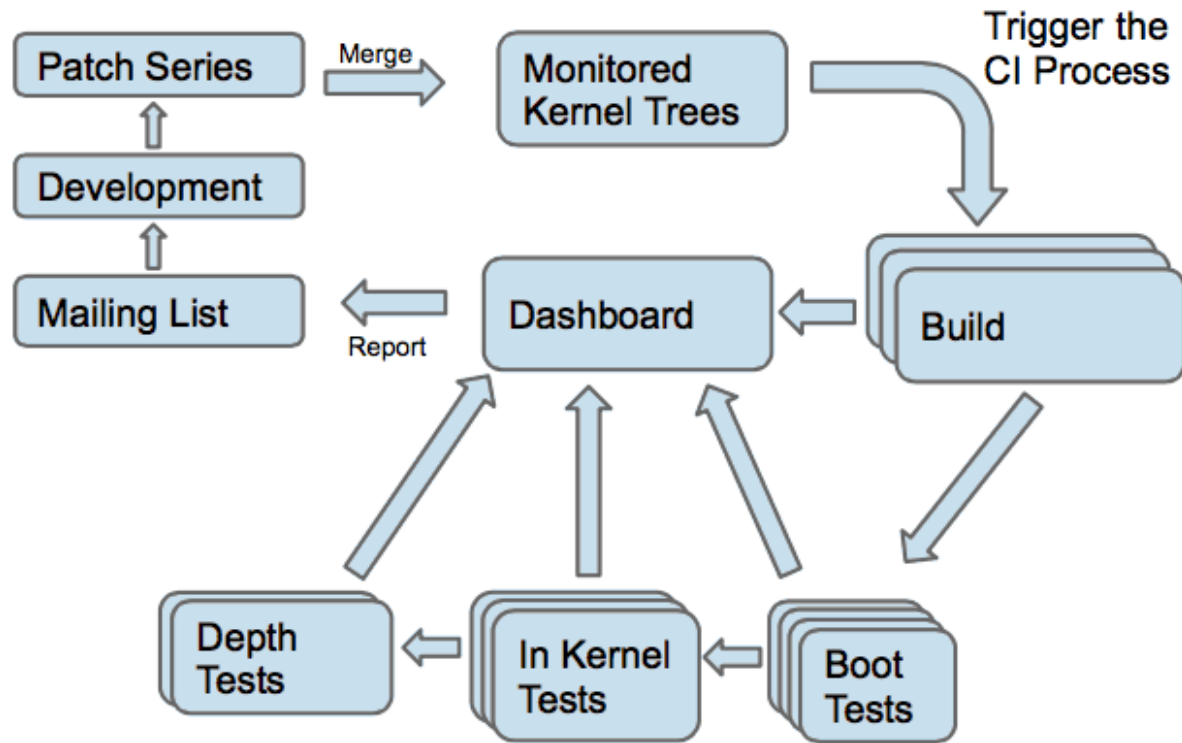 Patch Series
Merge
Monitored
Kernel Trees
Trigger the
CI Process
Development
Mailing List
Report
Dashboard
Build
Depth
Tests
In Kernel
Tests
Boot
Tests